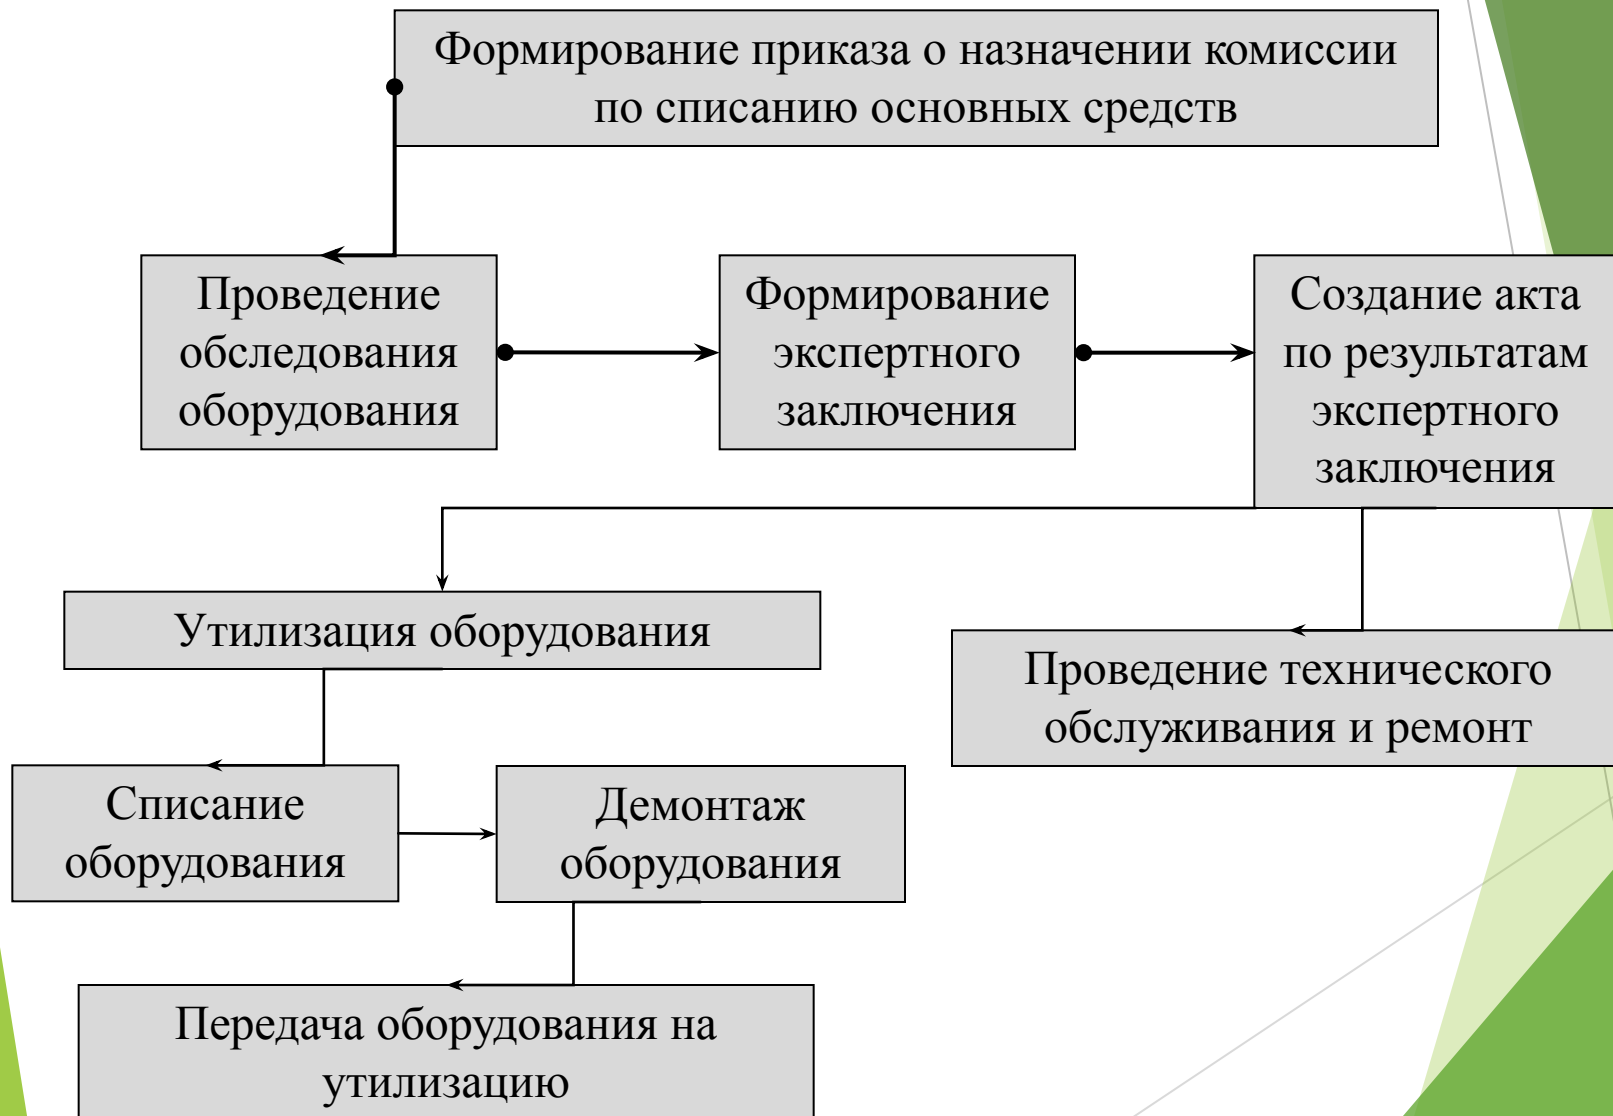 Формирование приказа о назначении комиссии
по списанию основных средств
Проведение
обследования
оборудования
Формирование
экспертного
заключения
Создание акта
по результатам
экспертного
заключения
Утилизация оборудования
Проведение технического
обслуживания и ремонт
Списание
оборудования
Демонтаж
оборудования
Передача оборудования на
утилизацию